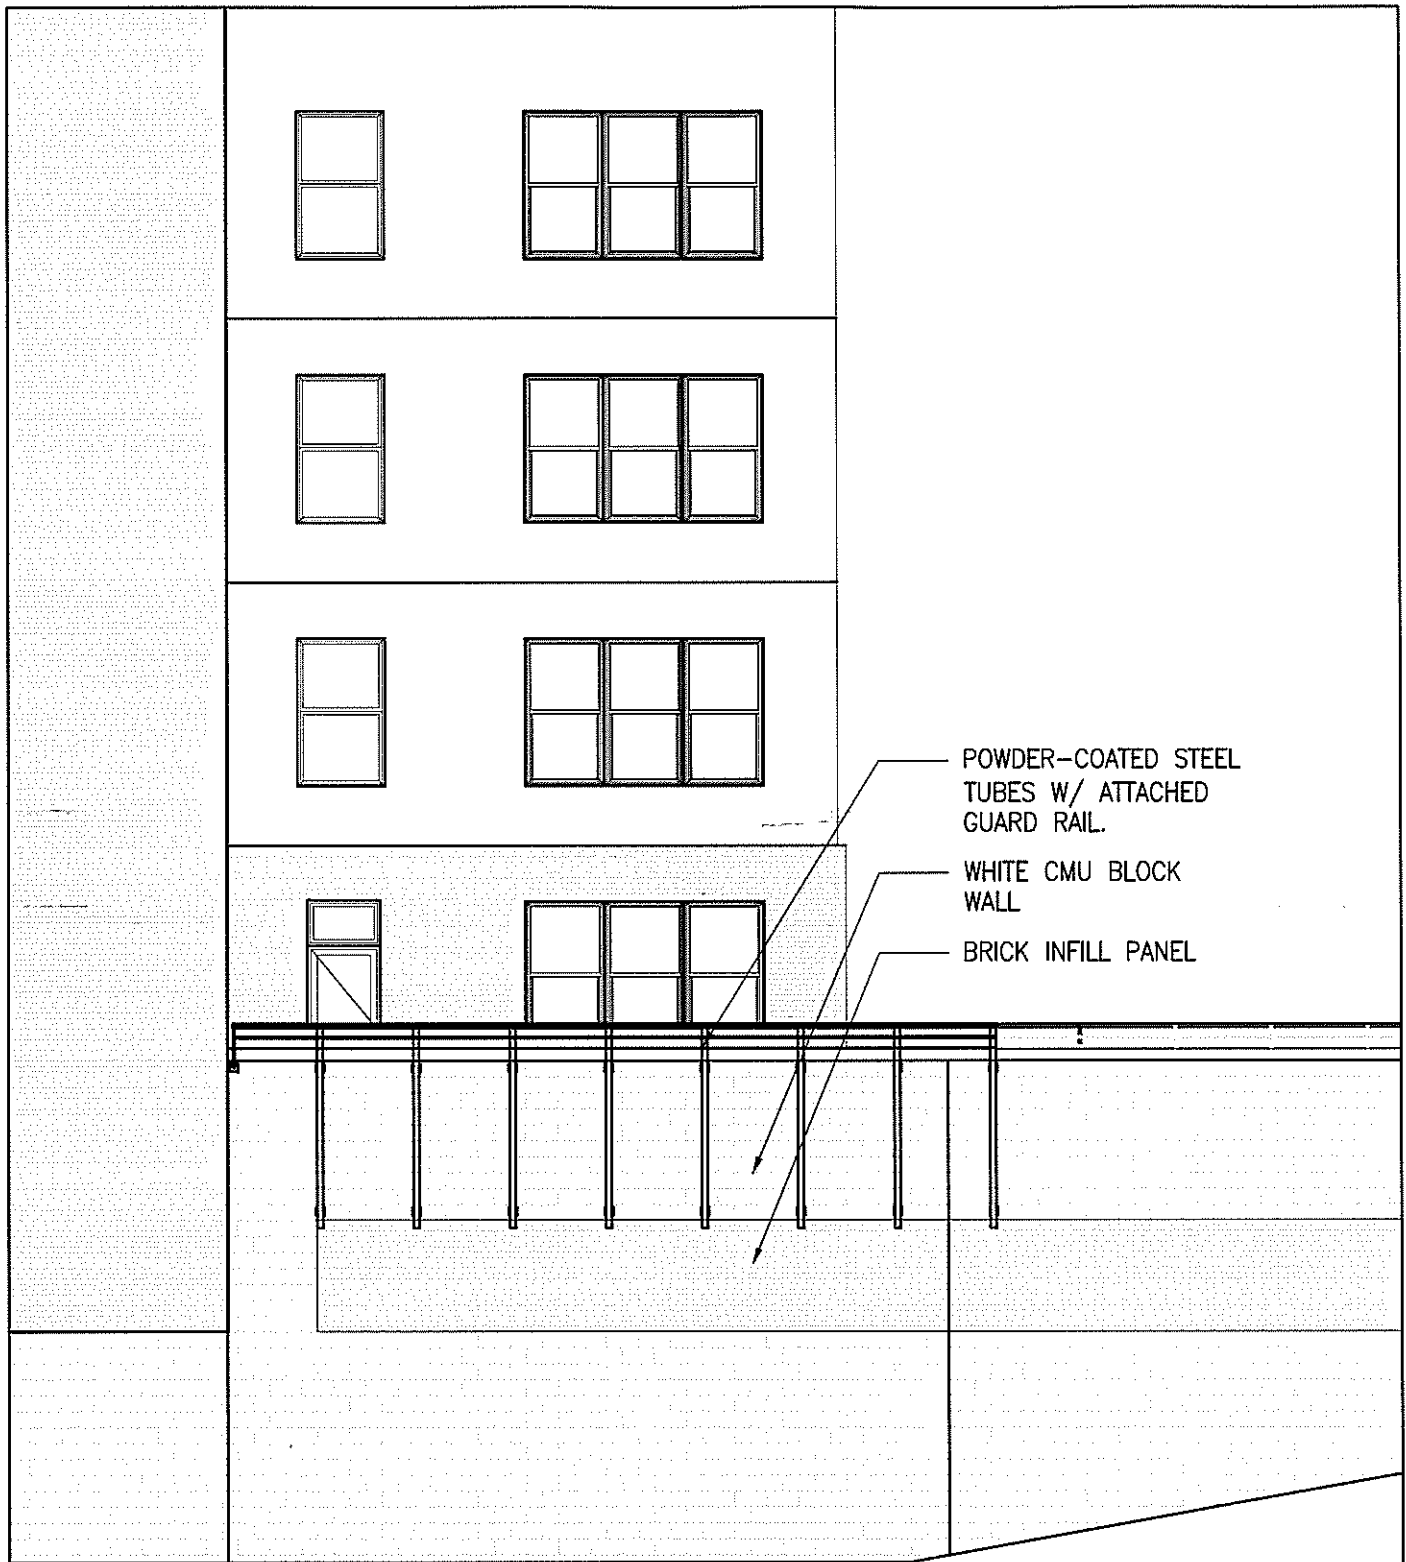 POWDER-COATED STEEL
TUBES W/ ATTACHED
GUARD RAIL.
WHITE CMU BLOCK
WALL
BRICK INFILL PANEL